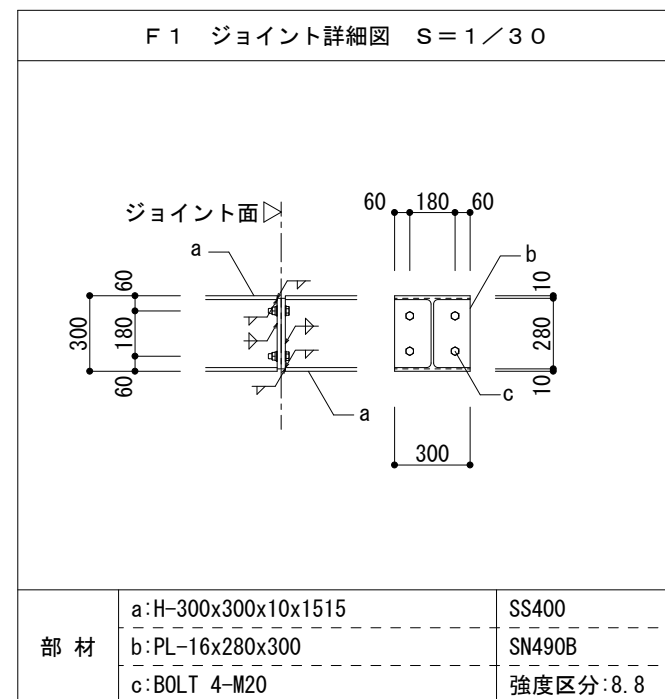 F1 ジョイント詳細図 S=1/30
ジョイント面
60 180 60
a
b
60
300
180
60
10
280
10
c
a
300
部 材
a:H-300x300x10x1515
SS400
b:PL-16x280x300
SN490B
c:BOLT 4-M20
強度区分:8.8